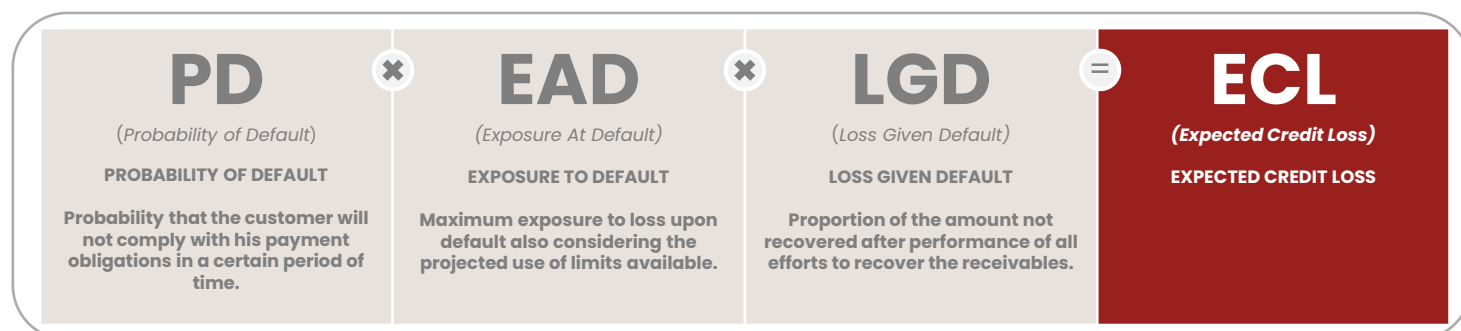 PD
(Probability of Default)
PROBABILITY OF DEFAULT
Probability that the customer will
not comply with his payment
obligations in a certain period of
time.
✖
EAD
(Exposure At Default)
EXPOSURE TO DEFAULT
Maximum exposure to loss upon
default also considering the
projected use of limits available.
✖
LGD
(Loss Given Default)
LOSS GIVEN DEFAULT
Proportion of the amount not
recovered after performance of all
efforts to recover the receivables.
=
ECL
(Expected Credit Loss)
EXPECTED CREDIT LOSS